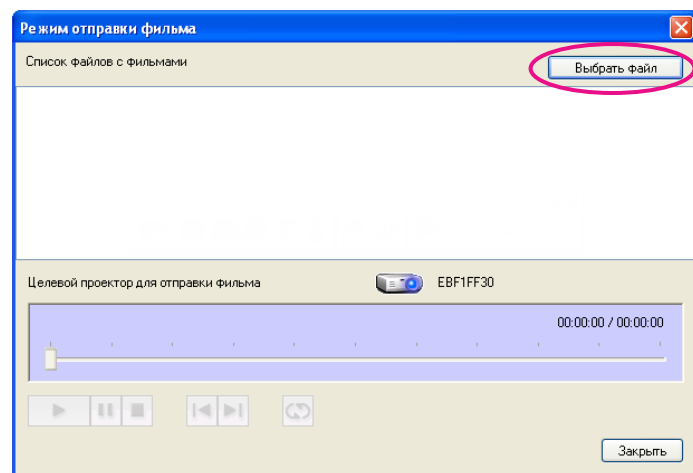 Режим отправки фильма
Список файлов с фильмами
Выбрать файл
Целевой проектор для отправки фильма EBF1FF30
00:00:00 / 00:00:00
Закрыть